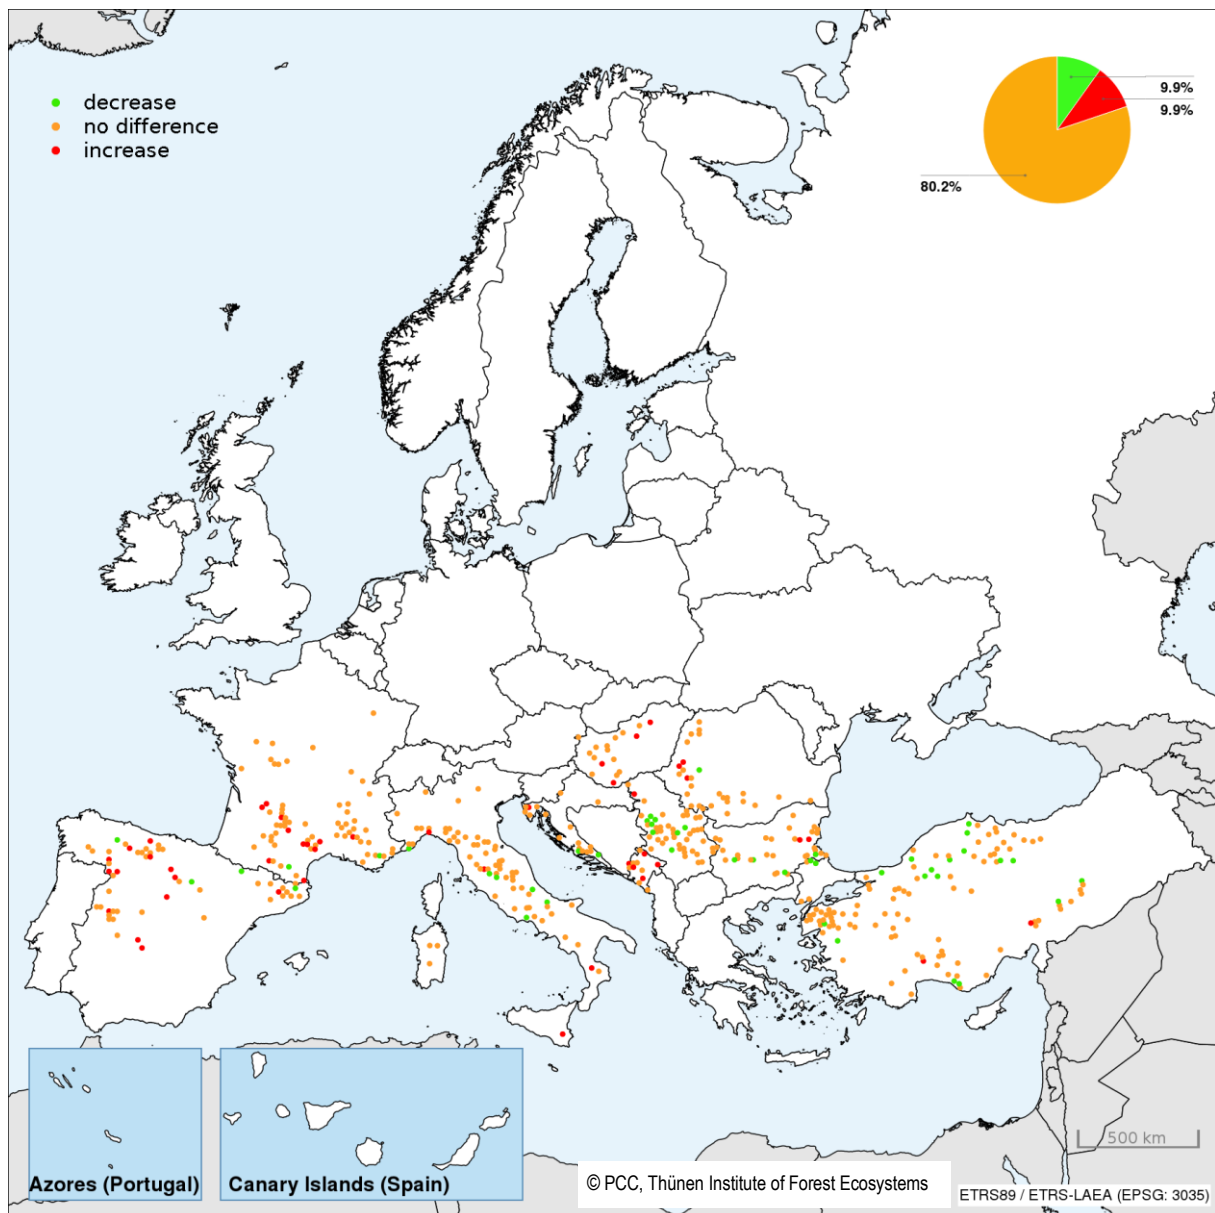 decrease
no difference
increase
9.9%
9.9%
80.2%
500 km
Azores (Portugal)
Canary Islands (Spain)
© PCC, Thünen Institute of Forest Ecosystems
ETRS89 / ETRS-LAEA (EPSG: 3035)